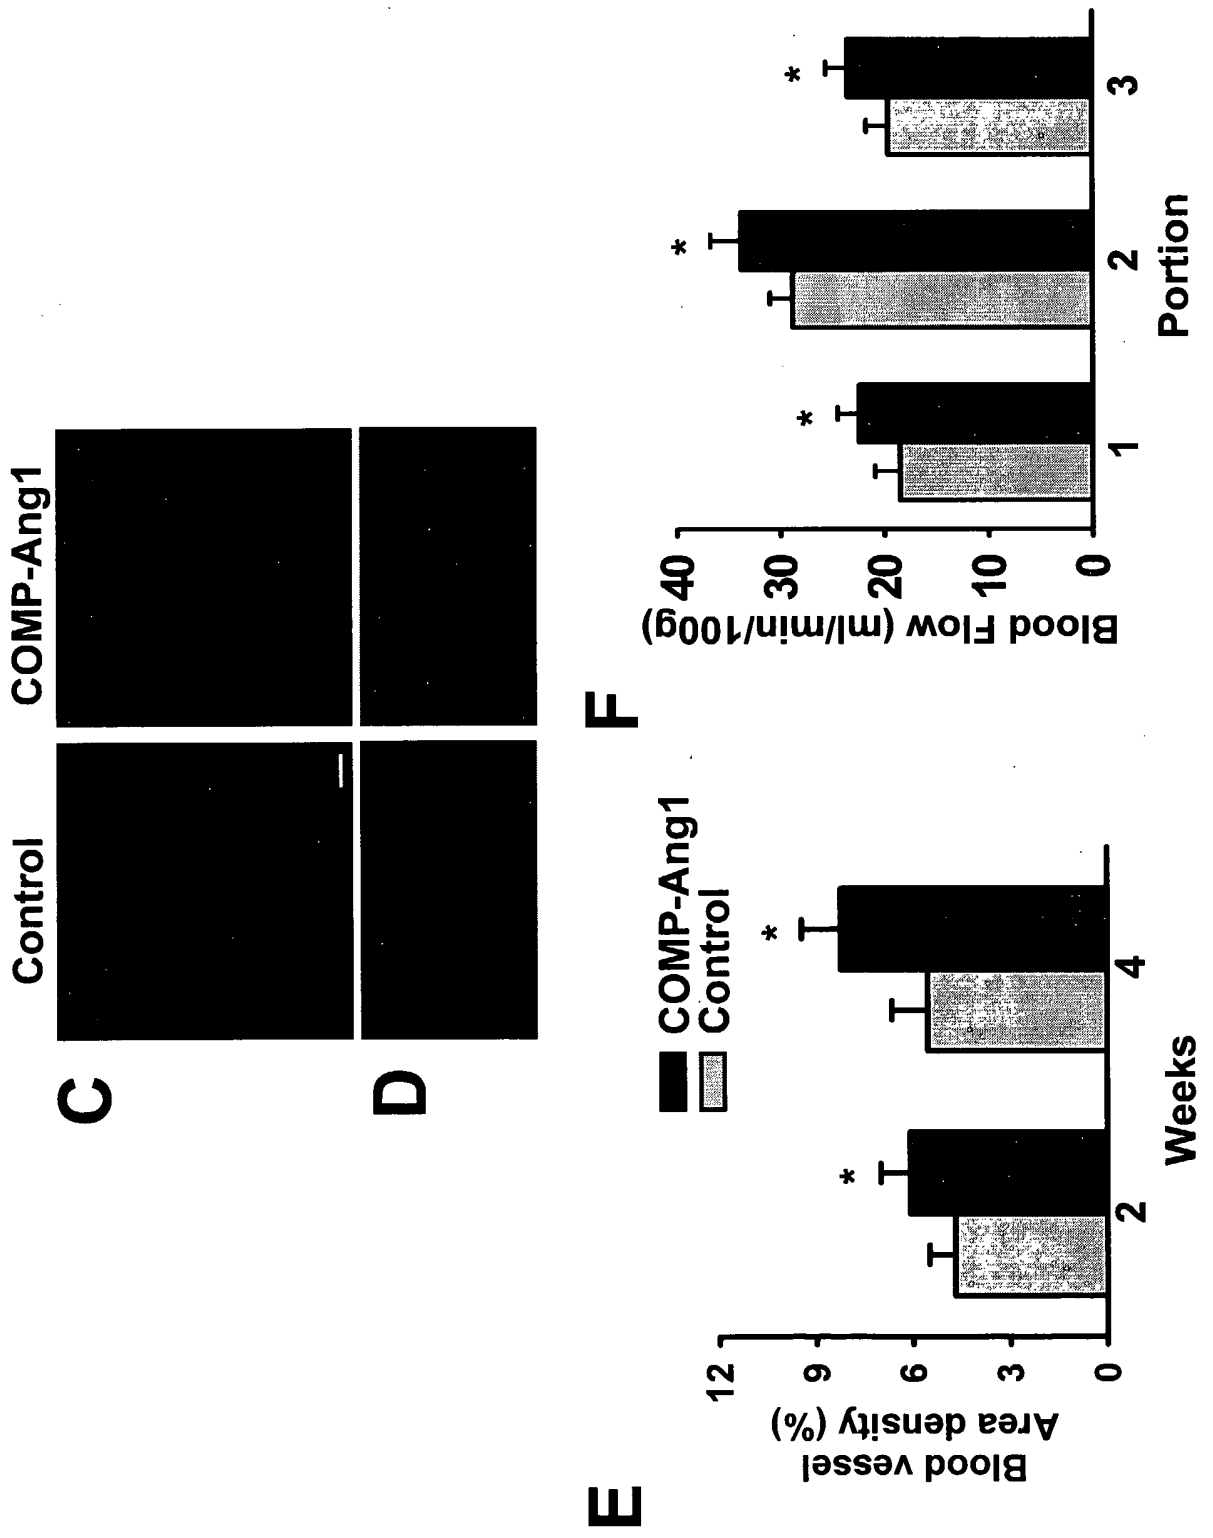 Control COMP-Ang1
C
D
E
COMP-Ang1
Control
Blood vessel
Area density (%)
12
9
6
3
0
*
*
2 4
Weeks
F
Blood Flow (ml/min/100g)
40
30
20
10
0
*
*
*
1 2 3
Portion